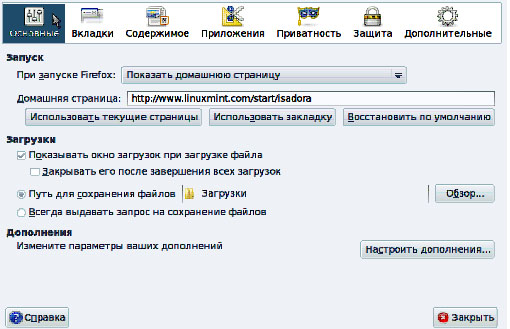 Основные Вкладки Содержимое Приложения Приватность Защита Дополнительные
Запуск
При запуске Firefox: Показать домашнюю страницу
Домашняя страница: http://www.linuxmint.com/start/isadora
Использовать текущие страницы Использовать закладку Восстановить по умолчанию
Загрузки
Показывать окно загрузок при загрузке файла
Закрывать его после завершения всех загрузок
Путь для сохранения файлов Загрузки Обзор...
Всегда выдавать запрос на сохранение файлов
Дополнения
Измените параметры ваших дополнений Настроить дополнения...
Справка Закрыть